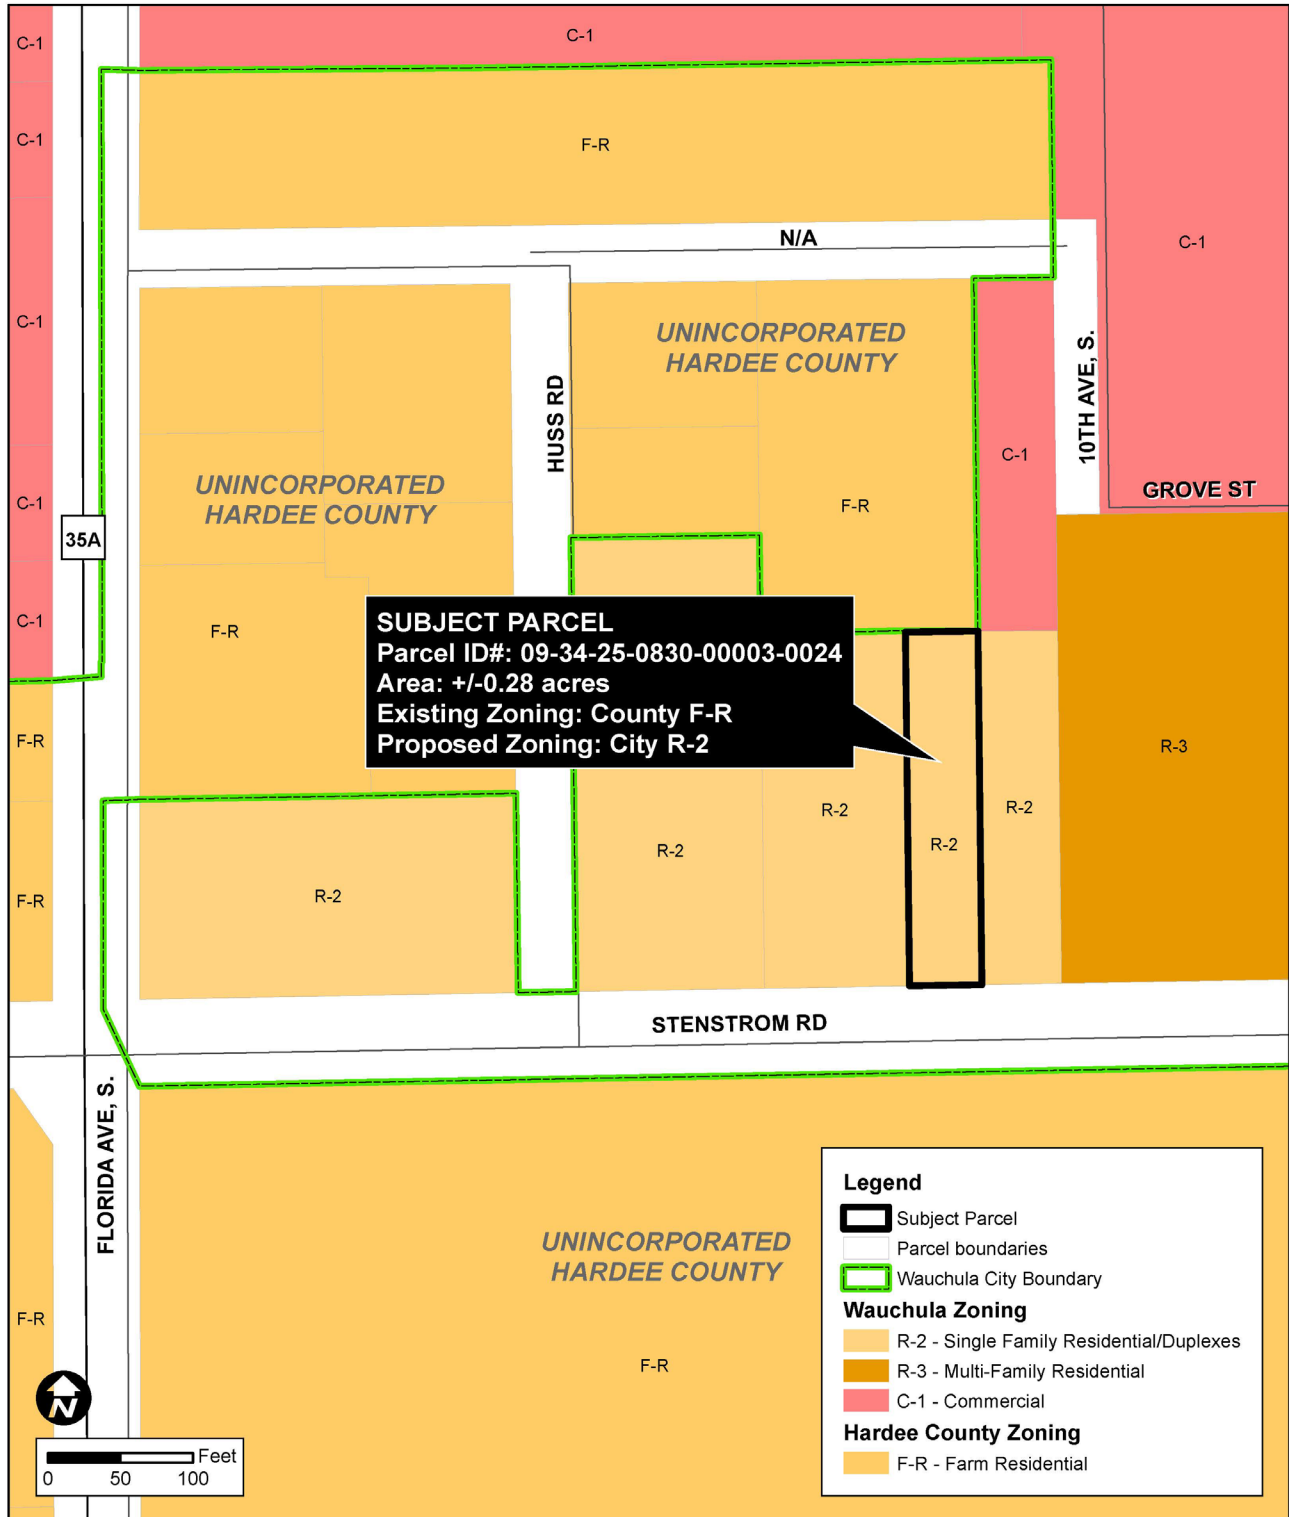 C-1
C-1
C-1
F-R
C-1
N/A
C-1
C-1
UNINCORPORATED
HARDEE COUNTY
10TH AVE, S.
HUSS RD
C-1
UNINCORPORATED
HARDEE COUNTY
GROVE ST
C-1
F-R
35A
C-1
F-R
SUBJECT PARCEL
Parcel ID#: 09-34-25-0830-00003-0024
Area: +/-0.28 acres
Existing Zoning: County F-R
Proposed Zoning: City R-2
F-R
R-3
R-2
R-2
R-2
R-2
R-2
F-R
STENSTROM RD
FLORIDA AVE, S.
UNINCORPORATED
HARDEE COUNTY
F-R
F-R
Legend
Subject Parcel
Parcel boundaries
Wauchula City Boundary
Wauchula Zoning
R-2 - Single Family Residential/Duplexes
R-3 - Multi-Family Residential
C-1 - Commercial
Hardee County Zoning
F-R - Farm Residential
N
Feet
0 50 100